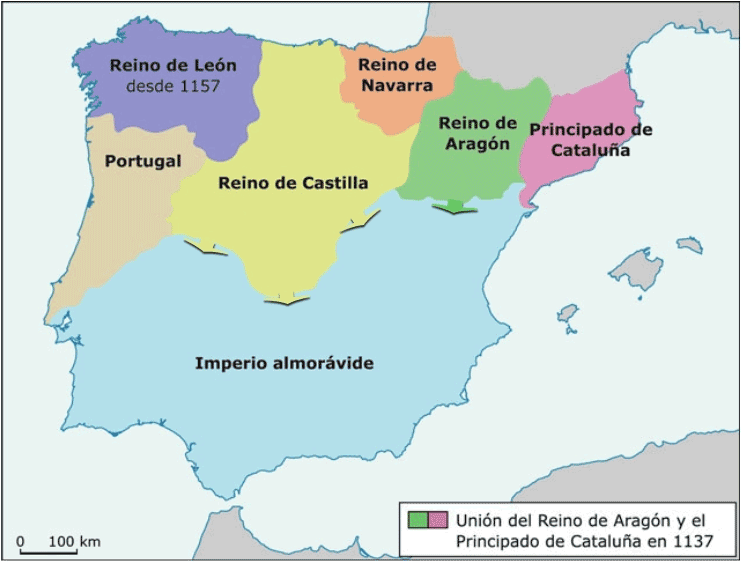 Reino de León
desde 1157
Reino de
Navarra
Reino de
Aragón
Principado de
Cataluña
Portugal
Reino de Castilla
Imperio almorávide
0 100 km
Unión del Reino de Aragón y el
Principado de Cataluña en 1137